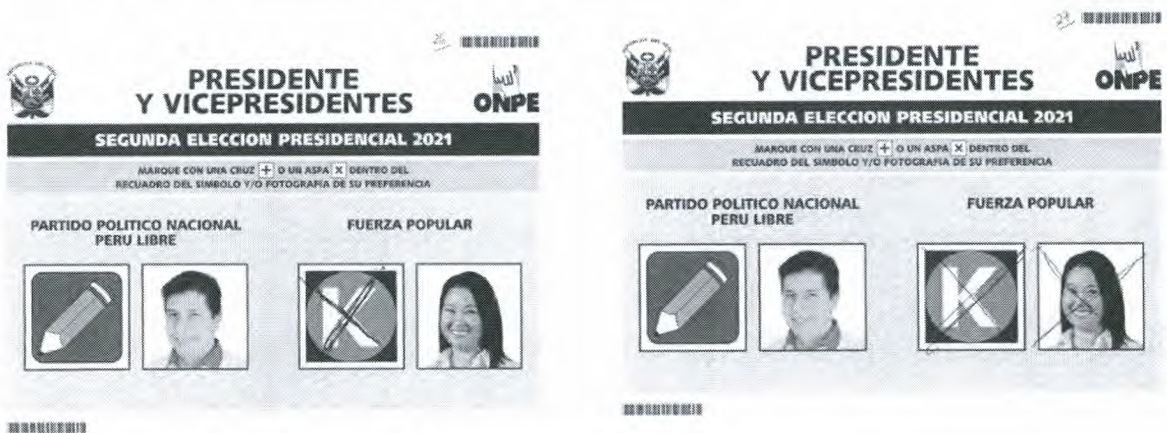 26
PRESIDENTE
Y VICEPRESIDENTES
ONPE
SEGUNDA ELECCION PRESIDENCIAL 2021
MARQUE CON UNA CRUZ + O UN ASPA X DENTRO DEL
RECUADRO DEL SIMBOLO Y/O FOTOGRAFIA DE SU PREFERENCIA
PARTIDO POLITICO NACIONAL
PERU LIBRE
FUERZA POPULAR
K
PRESIDENTE
Y VICEPRESIDENTES
ONPE
SEGUNDA ELECCION PRESIDENCIAL 2021
MARQUE CON UNA CRUZ + O UN ASPA X DENTRO DEL
RECUADRO DEL SIMBOLO Y/O FOTOGRAFIA DE SU PREFERENCIA
PARTIDO POLITICO NACIONAL
PERU LIBRE
FUERZA POPULAR
K